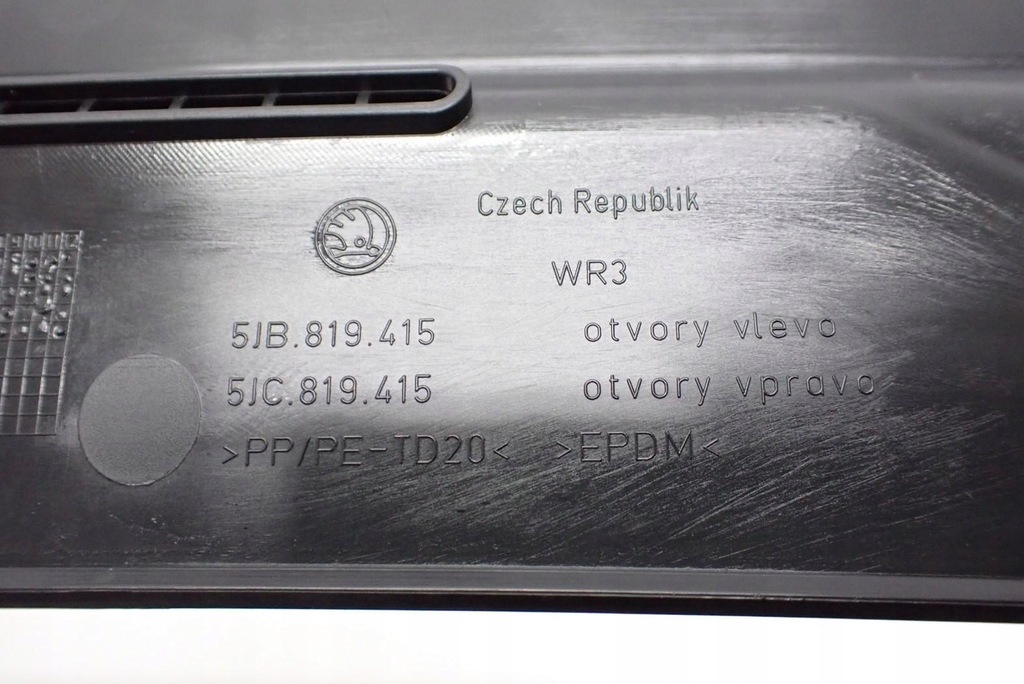 Czech Republik
WR3
5JB.819.415 otvory vlevo
5JC.819.415 otvory vpravo
>PP/PE-TD20< >EPDM<